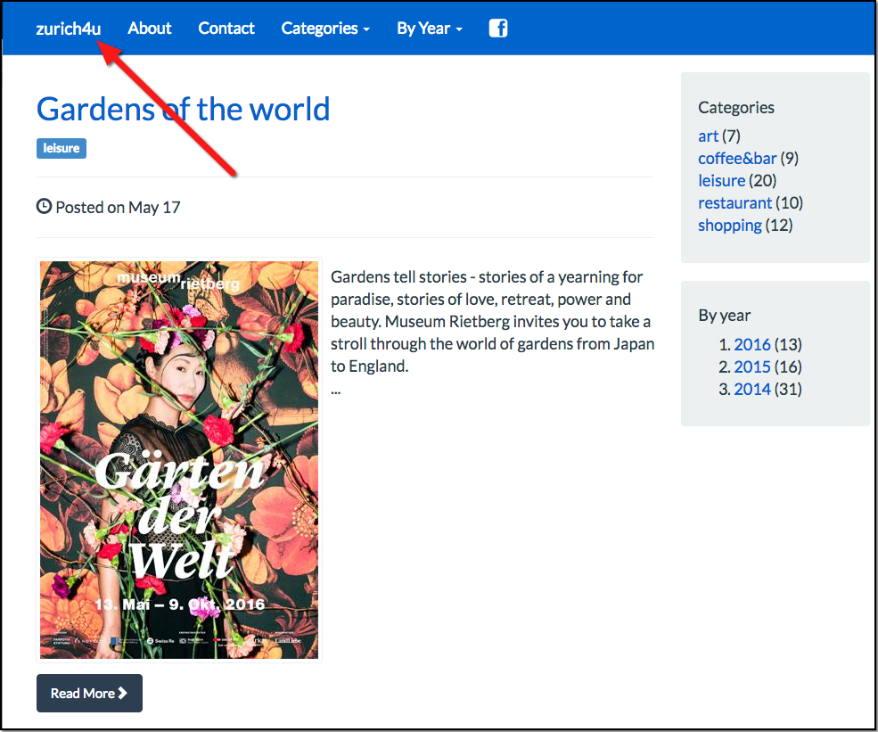 zurich4u About Contact Categories By Year
Gardens of the world
leisure
Posted on May 17
museum
rietberg
Gärten
der
Welt
13. Mai – 9. Okt. 2016
Gardens tell stories - stories of a yearning for
paradise, stories of love, retreat, power and
beauty. Museum Rietberg invites you to take a
stroll through the world of gardens from Japan
to England.
...
Read More
Categories
art (7)
coffee&bar (9)
leisure (20)
restaurant (10)
shopping (12)
By year
1. 2016 (13)
2. 2015 (16)
3. 2014 (31)